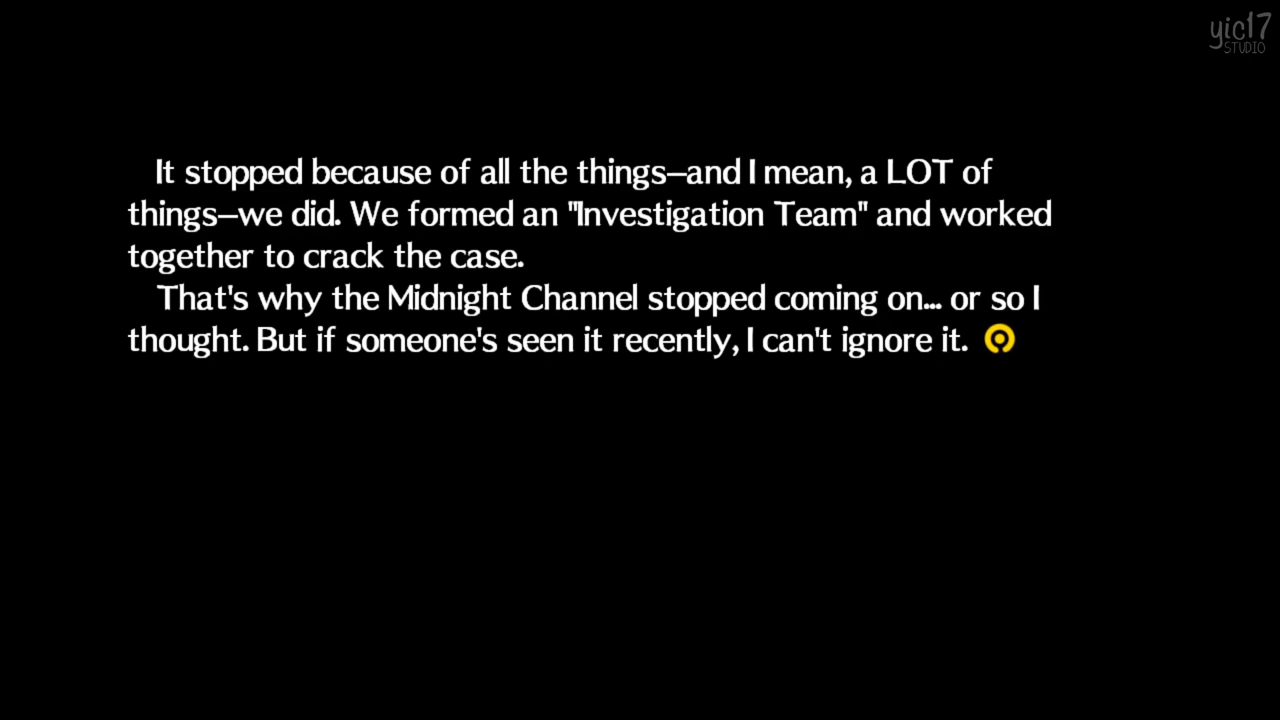 yic17
STUDIO
It stopped because of all the things—and I mean, a LOT of
things—we did. We formed an "Investigation Team" and worked
together to crack the case.
That's why the Midnight Channel stopped coming on... or so I
thought. But if someone's seen it recently, I can't ignore it.